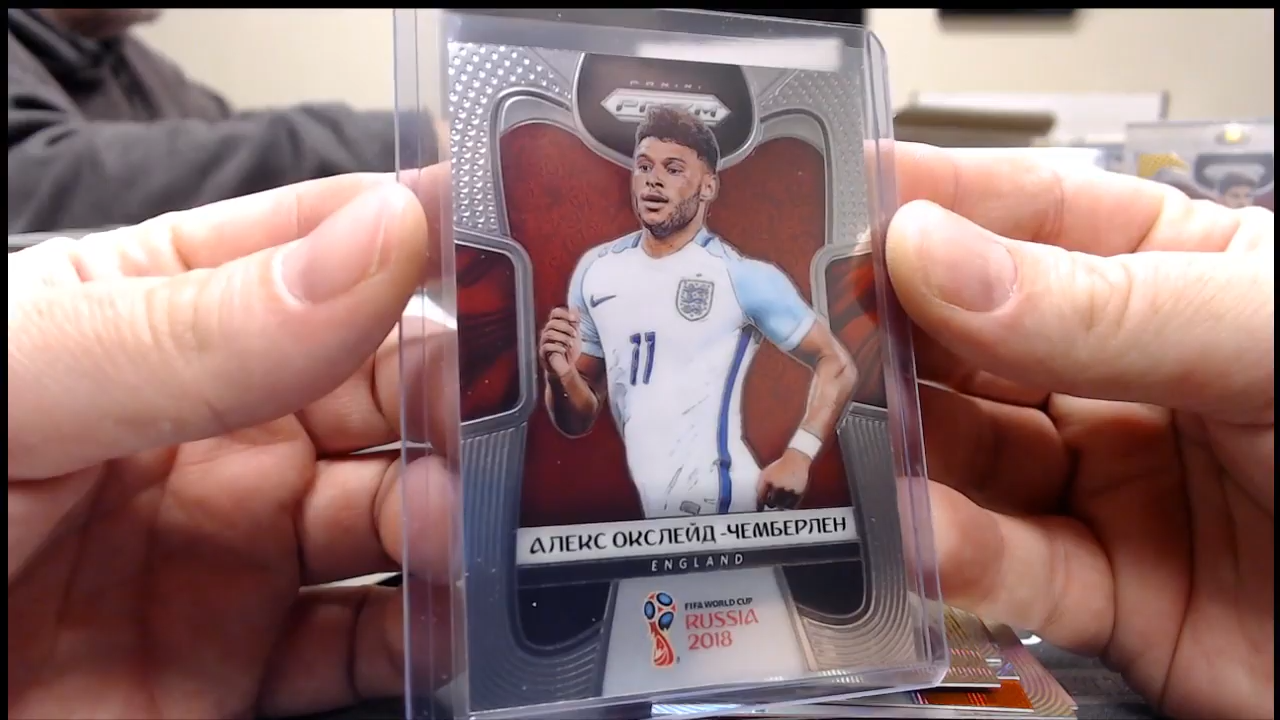 PANINI
PRIZM
11
АЛЕКС ОКСЛЕЙД-ЧЕМБЕРЛЕН
ENGLAND
FIFA WORLD CUP
RUSSIA
2018